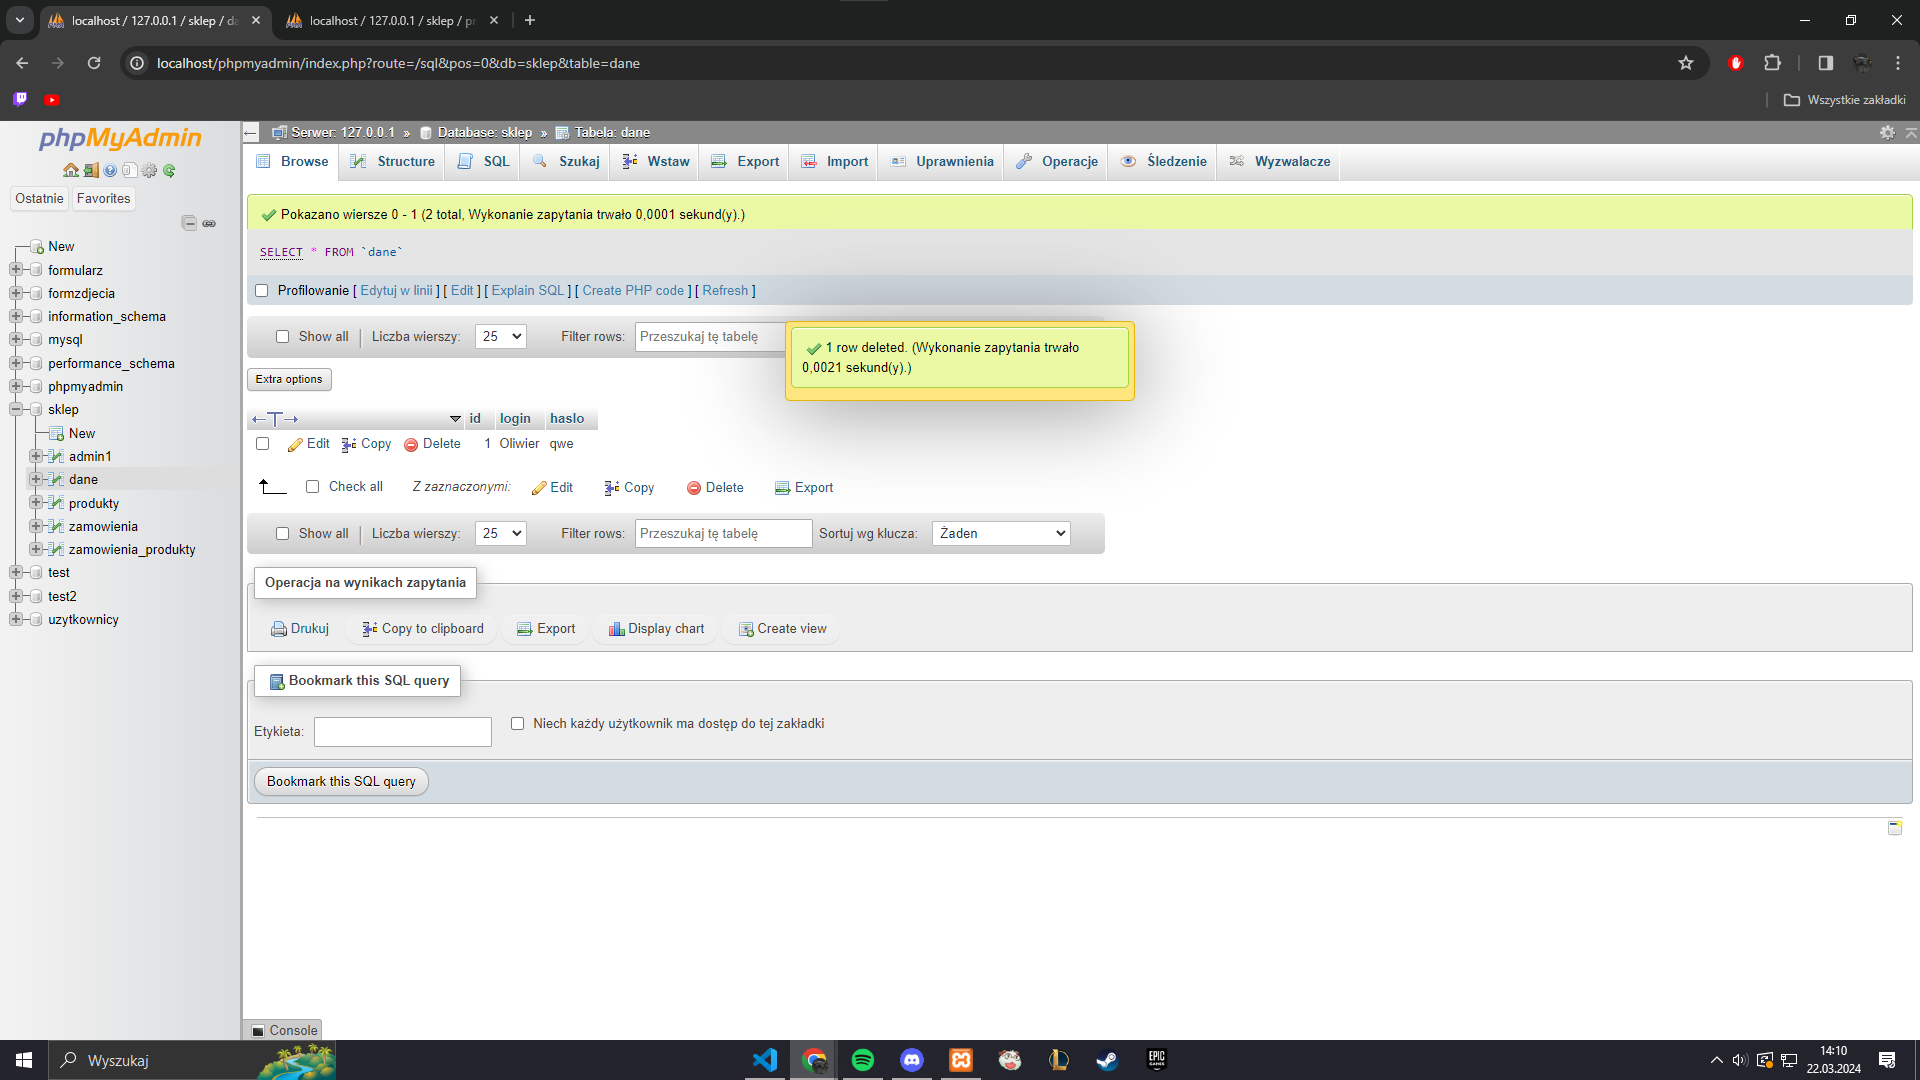 localhost / 127.0.0.1 / sklep / da
localhost / 127.0.0.1 / sklep / pr
localhost/phpmyadmin/index.php?route=/sql&pos=0&db=sklep&table=dane
Wszystkie zakładki
phpMyAdmin
Ostatnie Favorites
New
formularz
formzdjecia
information_schema
mysql
performance_schema
phpmyadmin
sklep
New
admin1
dane
produkty
zamowienia
zamowienia_produkty
test
test2
uzytkownicy
Serwer: 127.0.0.1 » Database: sklep » Tabela: dane
Browse Structure SQL Szukaj Wstaw Export Import Uprawnienia Operacje Śledzenie Wyzwalacze
Pokazano wiersze 0 - 1 (2 total, Wykonanie zapytania trwało 0,0001 sekund(y).)
SELECT * FROM `dane`
Profilowanie [ Edytuj w linii ] [ Edit ] [ Explain SQL ] [ Create PHP code ] [ Refresh ]
Show all Liczba wierszy: 25 Filter rows: Przeszukaj tę tabelę
1 row deleted. (Wykonanie zapytania trwało
0,0021 sekund(y).)
Extra options
id login haslo
Edit Copy Delete 1 Oliwier qwe
Check all Z zaznaczonymi: Edit Copy Delete Export
Show all Liczba wierszy: 25 Filter rows: Przeszukaj tę tabelę Sortuj wg klucza: Żaden
Operacja na wynikach zapytania
Drukuj Copy to clipboard Export Display chart Create view
Bookmark this SQL query
Etykieta: Niech każdy użytkownik ma dostęp do tej zakładki
Bookmark this SQL query
Console
Wyszukaj
EPIC GAMES
14:10
22.03.2024